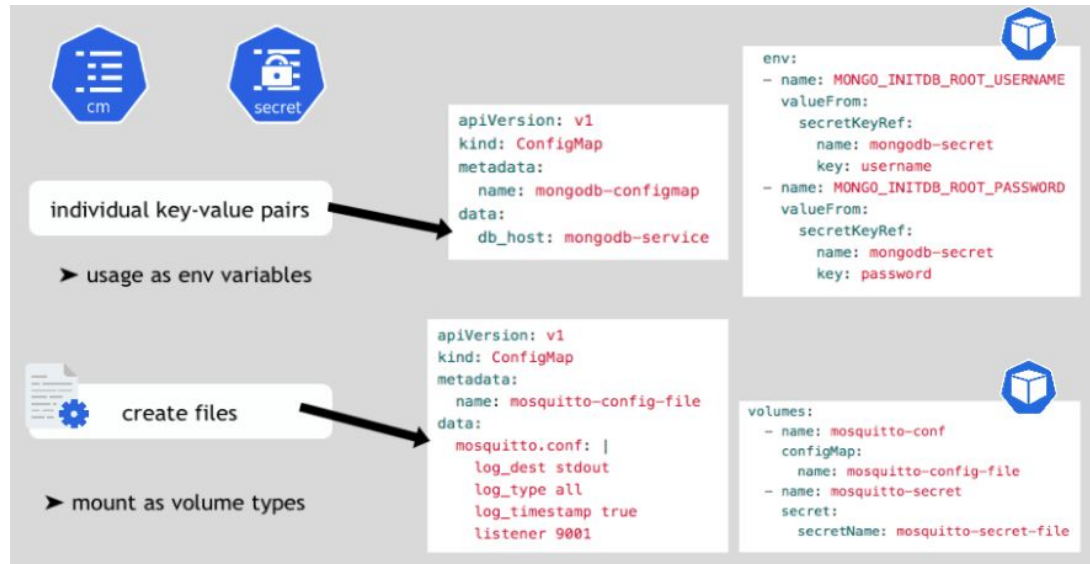 cm
secret
individual key-value pairs
➤ usage as env variables
apiVersion: v1
kind: ConfigMap
metadata:
  name: mongodb-configmap
data:
  db_host: mongodb-service
env:
- name: MONGO_INITDB_ROOT_USERNAME
  valueFrom:
    secretKeyRef:
      name: mongodb-secret
      key: username
- name: MONGO_INITDB_ROOT_PASSWORD
  valueFrom:
    secretKeyRef:
      name: mongodb-secret
      key: password
create files
➤ mount as volume types
apiVersion: v1
kind: ConfigMap
metadata:
  name: mosquitto-config-file
data:
  mosquitto.conf: |
    log_dest stdout
    log_type all
    log_timestamp true
    listener 9001
volumes:
  - name: mosquitto-conf
    configMap:
      name: mosquitto-config-file
  - name: mosquitto-secret
    secret:
      secretName: mosquitto-secret-file